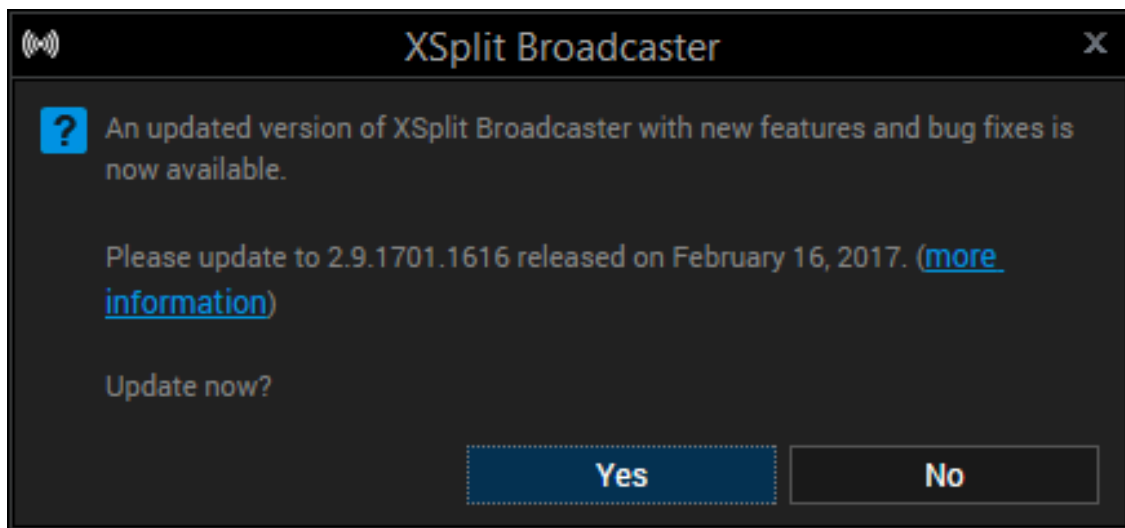 XSplit Broadcaster x
? An updated version of XSplit Broadcaster with new features and bug fixes is
now available.
Please update to 2.9.1701.1616 released on February 16, 2017. (more
information)
Update now?
Yes No